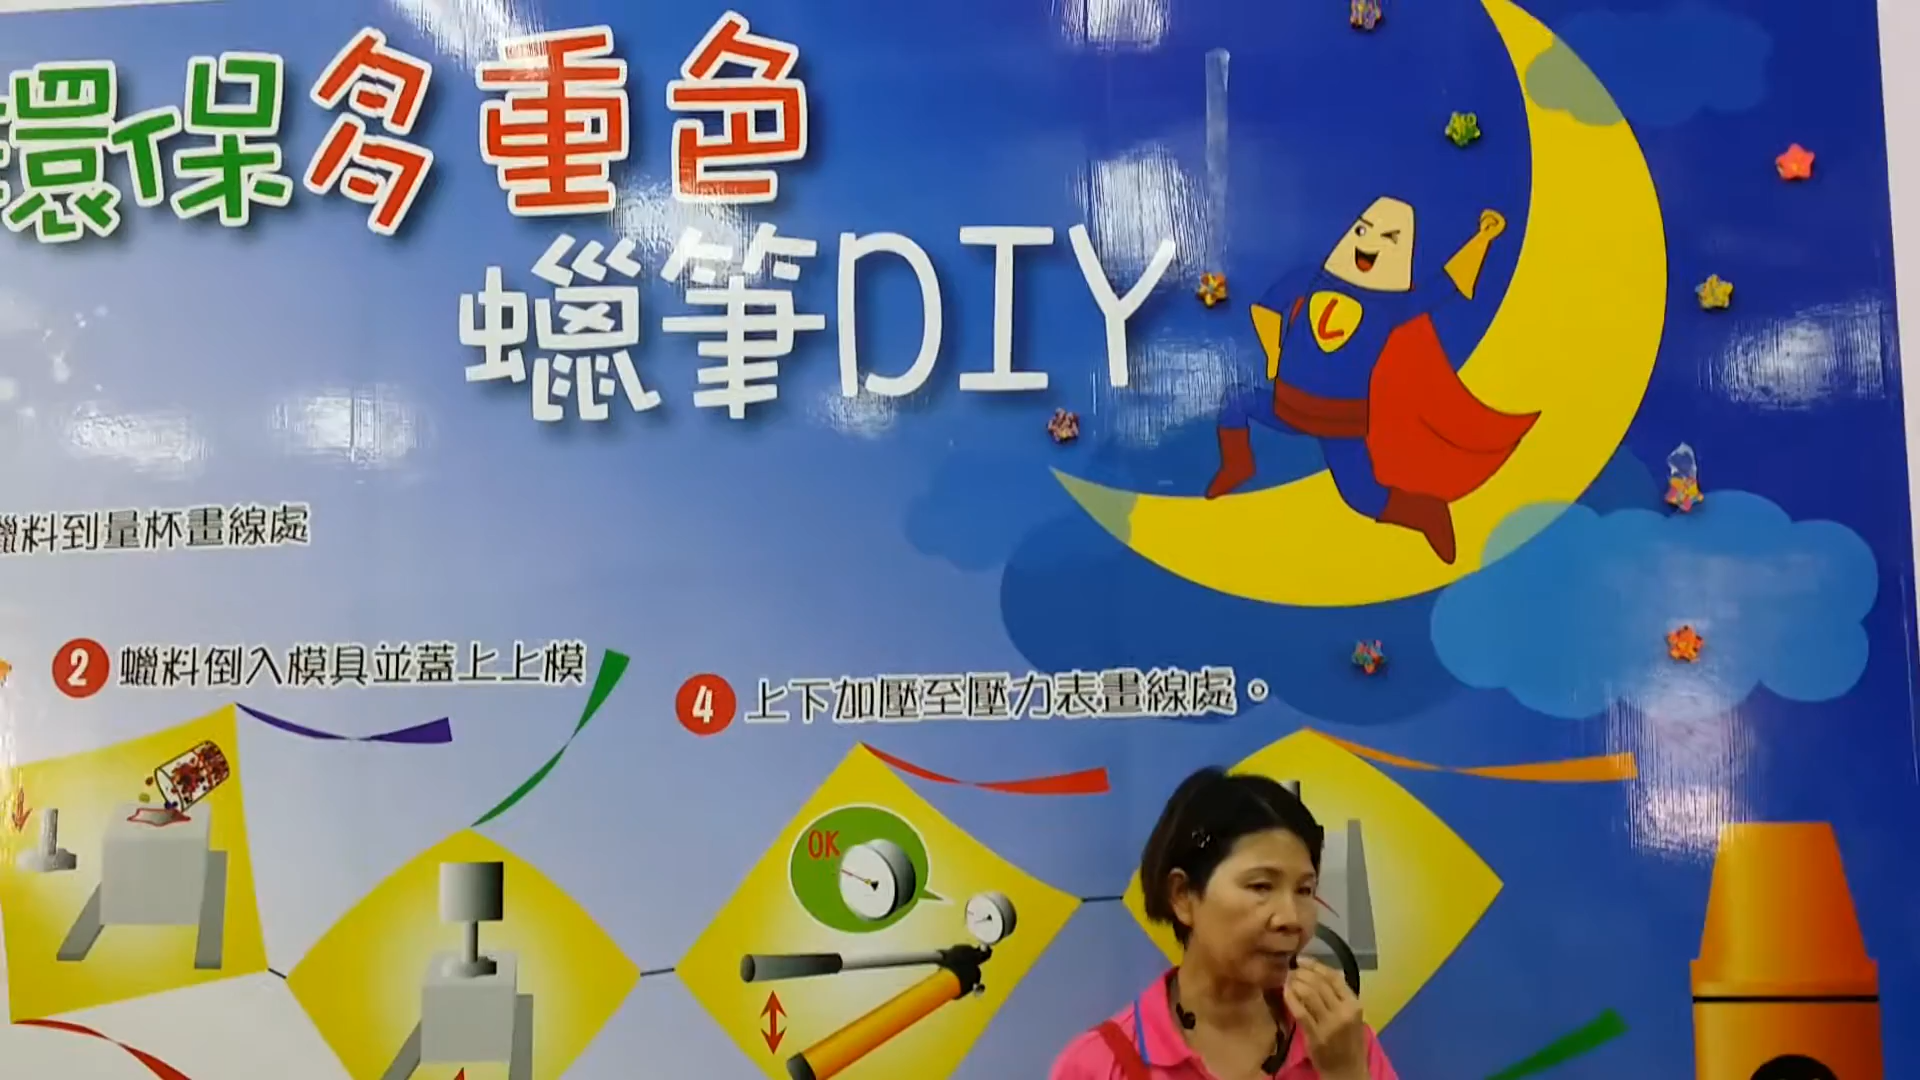 環保多重色
蠟筆DIY
L
蠟料到量杯畫線處
2 蠟料倒入模具並蓋上上模
4 上下加壓至壓力表畫線處。
OK